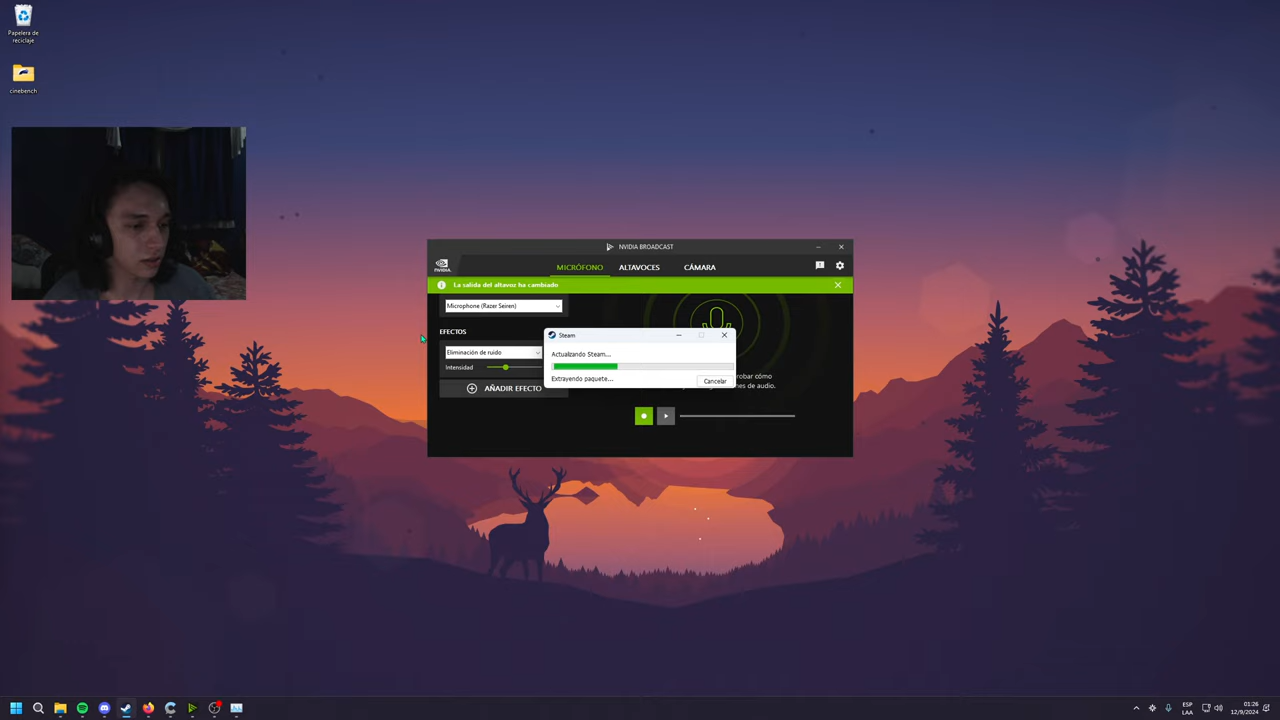 Papelera de
reciclaje
cinebench
NVIDIA BROADCAST
NVIDIA.
MICRÓFONO
ALTAVOCES
CÁMARA
La salida del altavoz ha cambiado
Microphone (Razer Seiren)
EFECTOS
Eliminación de ruido
Intensidad
AÑADIR EFECTO
Steam
Actualizando Steam...
Extrayendo paquete...
Cancelar
robar cómo
iones de audio.
ESP
LAA
01:26
12/9/2024